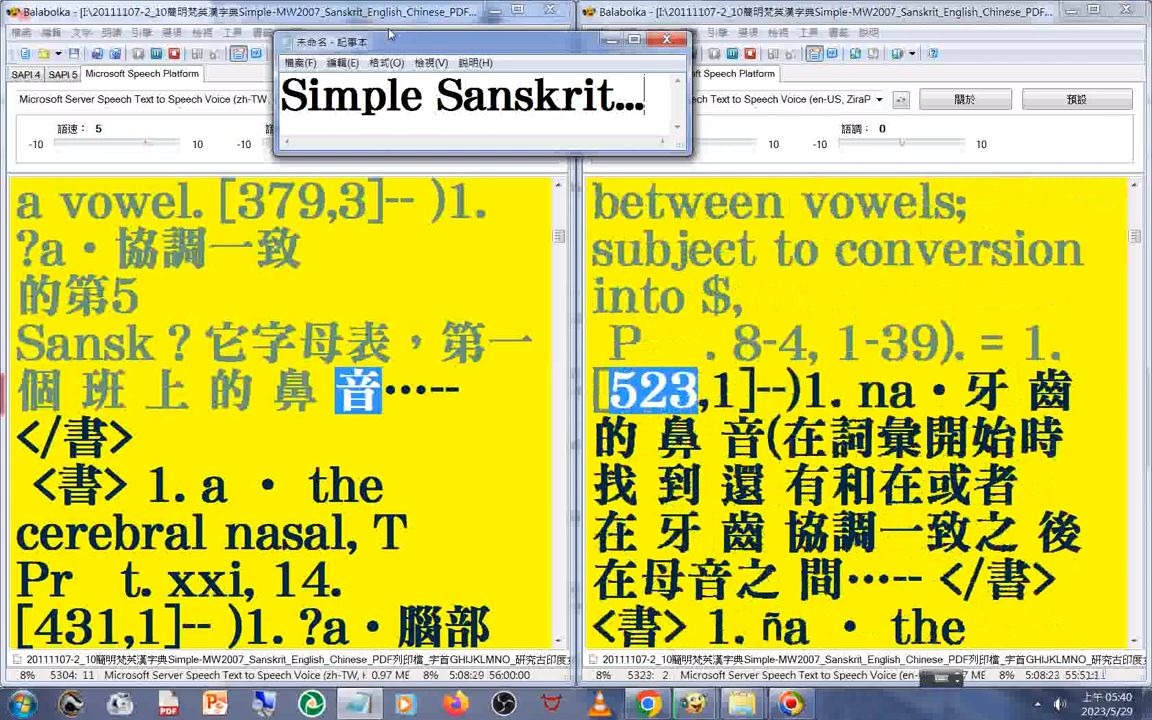 Balabolka - [I:\20111107-2_10簡明梵英漢字典Simple-MW2007_Sanskrit_English_Chinese_PDF...
Balabolka - [I:\20111107-2_10簡明梵英漢字典Simple-MW2007_Sanskrit_English_Chinese_PDF...
未命名 - 記事本
檔案(F) 編輯(E) 格式(O) 檢視(V) 說明(H)
Simple Sanskrit...
SAPI 4 SAPI 5 Microsoft Speech Platform
Speech Platform
Microsoft Server Speech Text to Speech Voice (zh-TW,
ech Text to Speech Voice (en-US, ZiraP
關於 預設
語速： 5
語調： 0
-10 10
10 -10 10
a vowel. [379,3]-- )1.
?a・協調一致
的第5
Sansk？它字母表，第一
個 班 上 的 鼻 音…--
</書>
<書> 1. a ・ the
cerebral nasal, T
Pr t. xxi, 14.
[431,1]-- )1. ?a・腦部
between vowels;
subject to conversion
into $,
P . 8-4, 1-39). = 1.
[523,1]--)1. na・牙 齒
的 鼻 音(在詞彙開始時
找 到 還 有和在或者
在 牙 齒 協調一致之 後
在母音之 間…-- </書>
<書> 1. ña ・ the
20111107-2_10簡明梵英漢字典Simple-MW2007_Sanskrit_English_Chinese_PDF列印檔_字首GHIJKLMNO_研究古印度
20111107-2_10簡明梵英漢字典Simple-MW2007_Sanskrit_English_Chinese_PDF列印檔_字首GHIJKLMNO_研究古印度
8% 5304: 11 Microsoft Server Speech Text to Speech Voice (zh-TW, H 0.97 MB 8% 5:08:29 56:00:00
8% 5323: 2 Microsoft Server Speech Text to Speech Voice (en-US, ME 8% 5:08:23 55:51:1
上午 05:40
2023/5/29